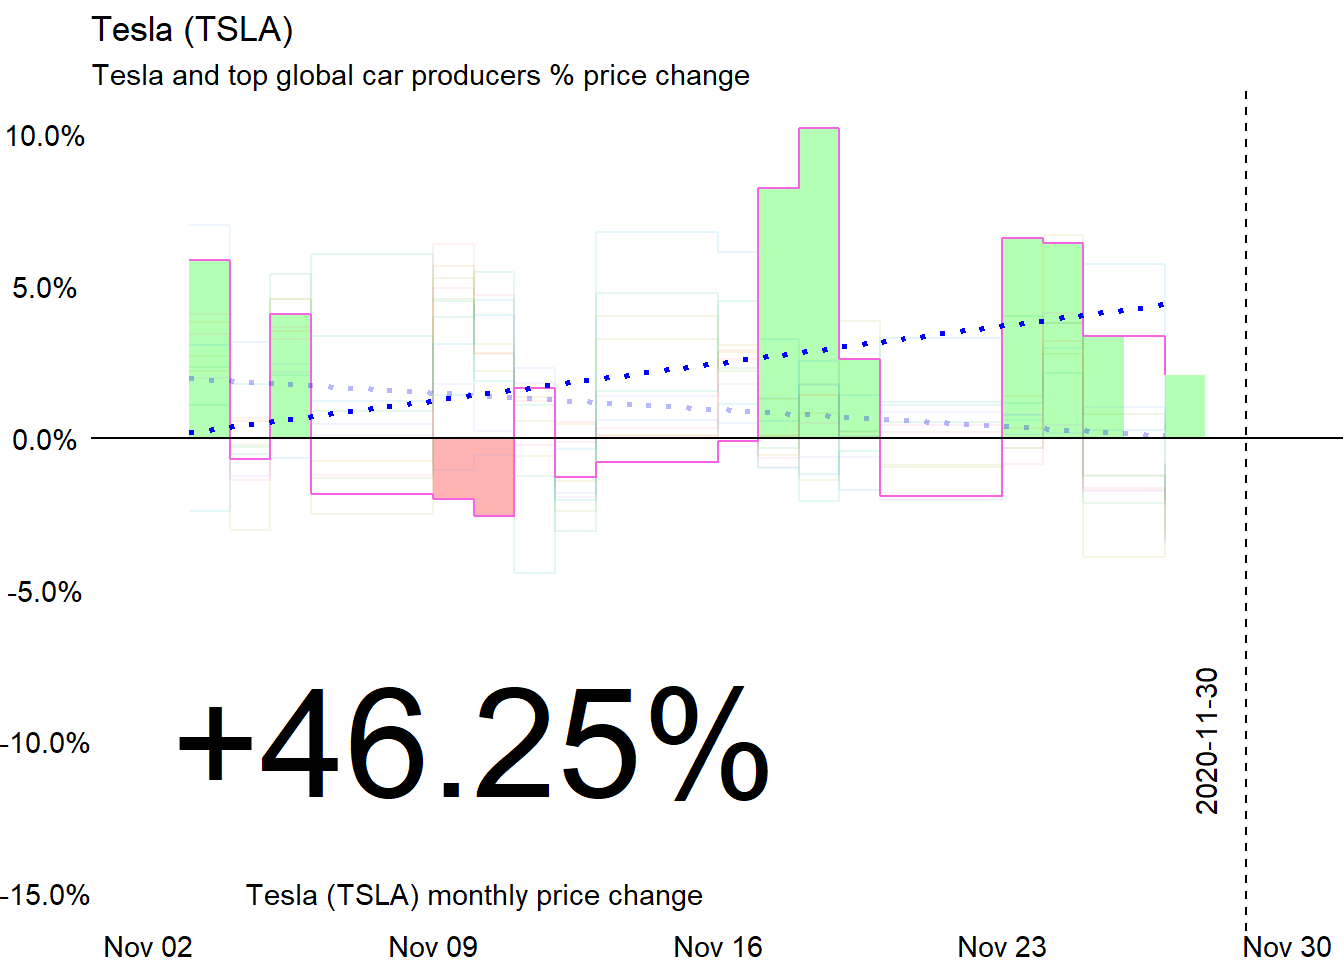 Tesla (TSLA)
Tesla and top global car producers % price change
10.0%
5.0%
0.0%
-5.0%
-10.0%
-15.0%
+46.25%
Tesla (TSLA) monthly price change
2020-11-30
Nov 02
Nov 09
Nov 16
Nov 23
Nov 30